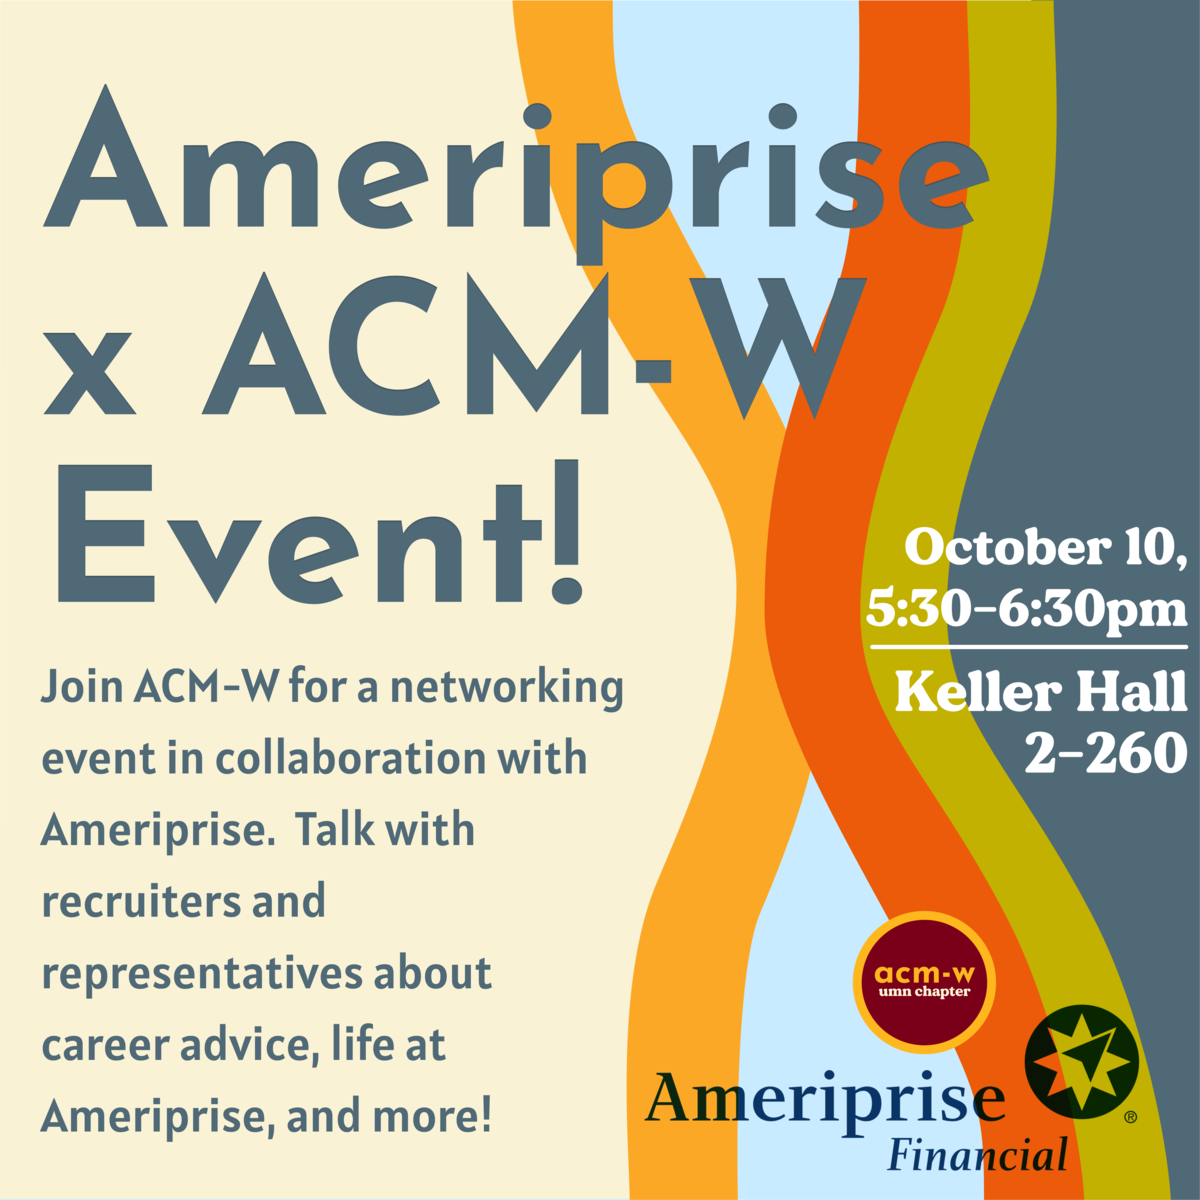 Ameriprise
x ACM-W
Event!
Join ACM-W for a networking
event in collaboration with
Ameriprise.  Talk with
recruiters and
representatives about
career advice, life at
Ameriprise, and more!
October 10,
5:30-6:30pm
Keller Hall
2-260
acm-w
umn chapter
Ameriprise
Financial
®